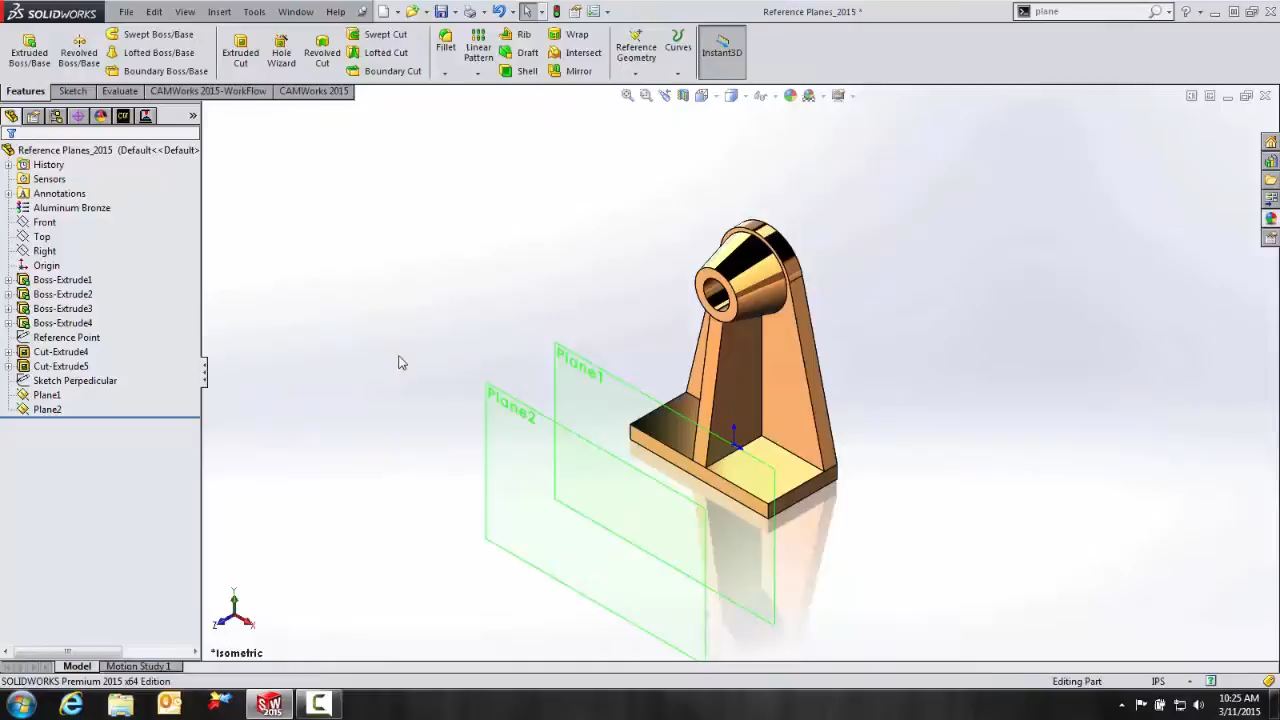 SOLIDWORKS File Edit View Insert Tools Window Help Reference Planes_2015 * plane
Extruded Boss/Base
Revolved Boss/Base
Swept Boss/Base
Lofted Boss/Base
Boundary Boss/Base
Extruded Cut
Hole Wizard
Revolved Cut
Swept Cut
Lofted Cut
Boundary Cut
Fillet
Linear Pattern
Rib
Draft
Shell
Wrap
Intersect
Mirror
Reference Geometry
Curves
Instant3D
Features Sketch Evaluate CAMWorks 2015-WorkFlow CAMWorks 2015
Reference Planes_2015 (Default<<Default>
History
Sensors
Annotations
Aluminum Bronze
Front
Top
Right
Origin
Boss-Extrude1
Boss-Extrude2
Boss-Extrude3
Boss-Extrude4
Reference Point
Cut-Extrude4
Cut-Extrude5
Sketch Perpendicular
Plane1
Plane2
Plane1
Plane2
Y
Z X
*Isometric
Model Motion Study 1
SOLIDWORKS Premium 2015 x64 Edition Editing Part IPS
SW 2015
10:25 AM
3/11/2015